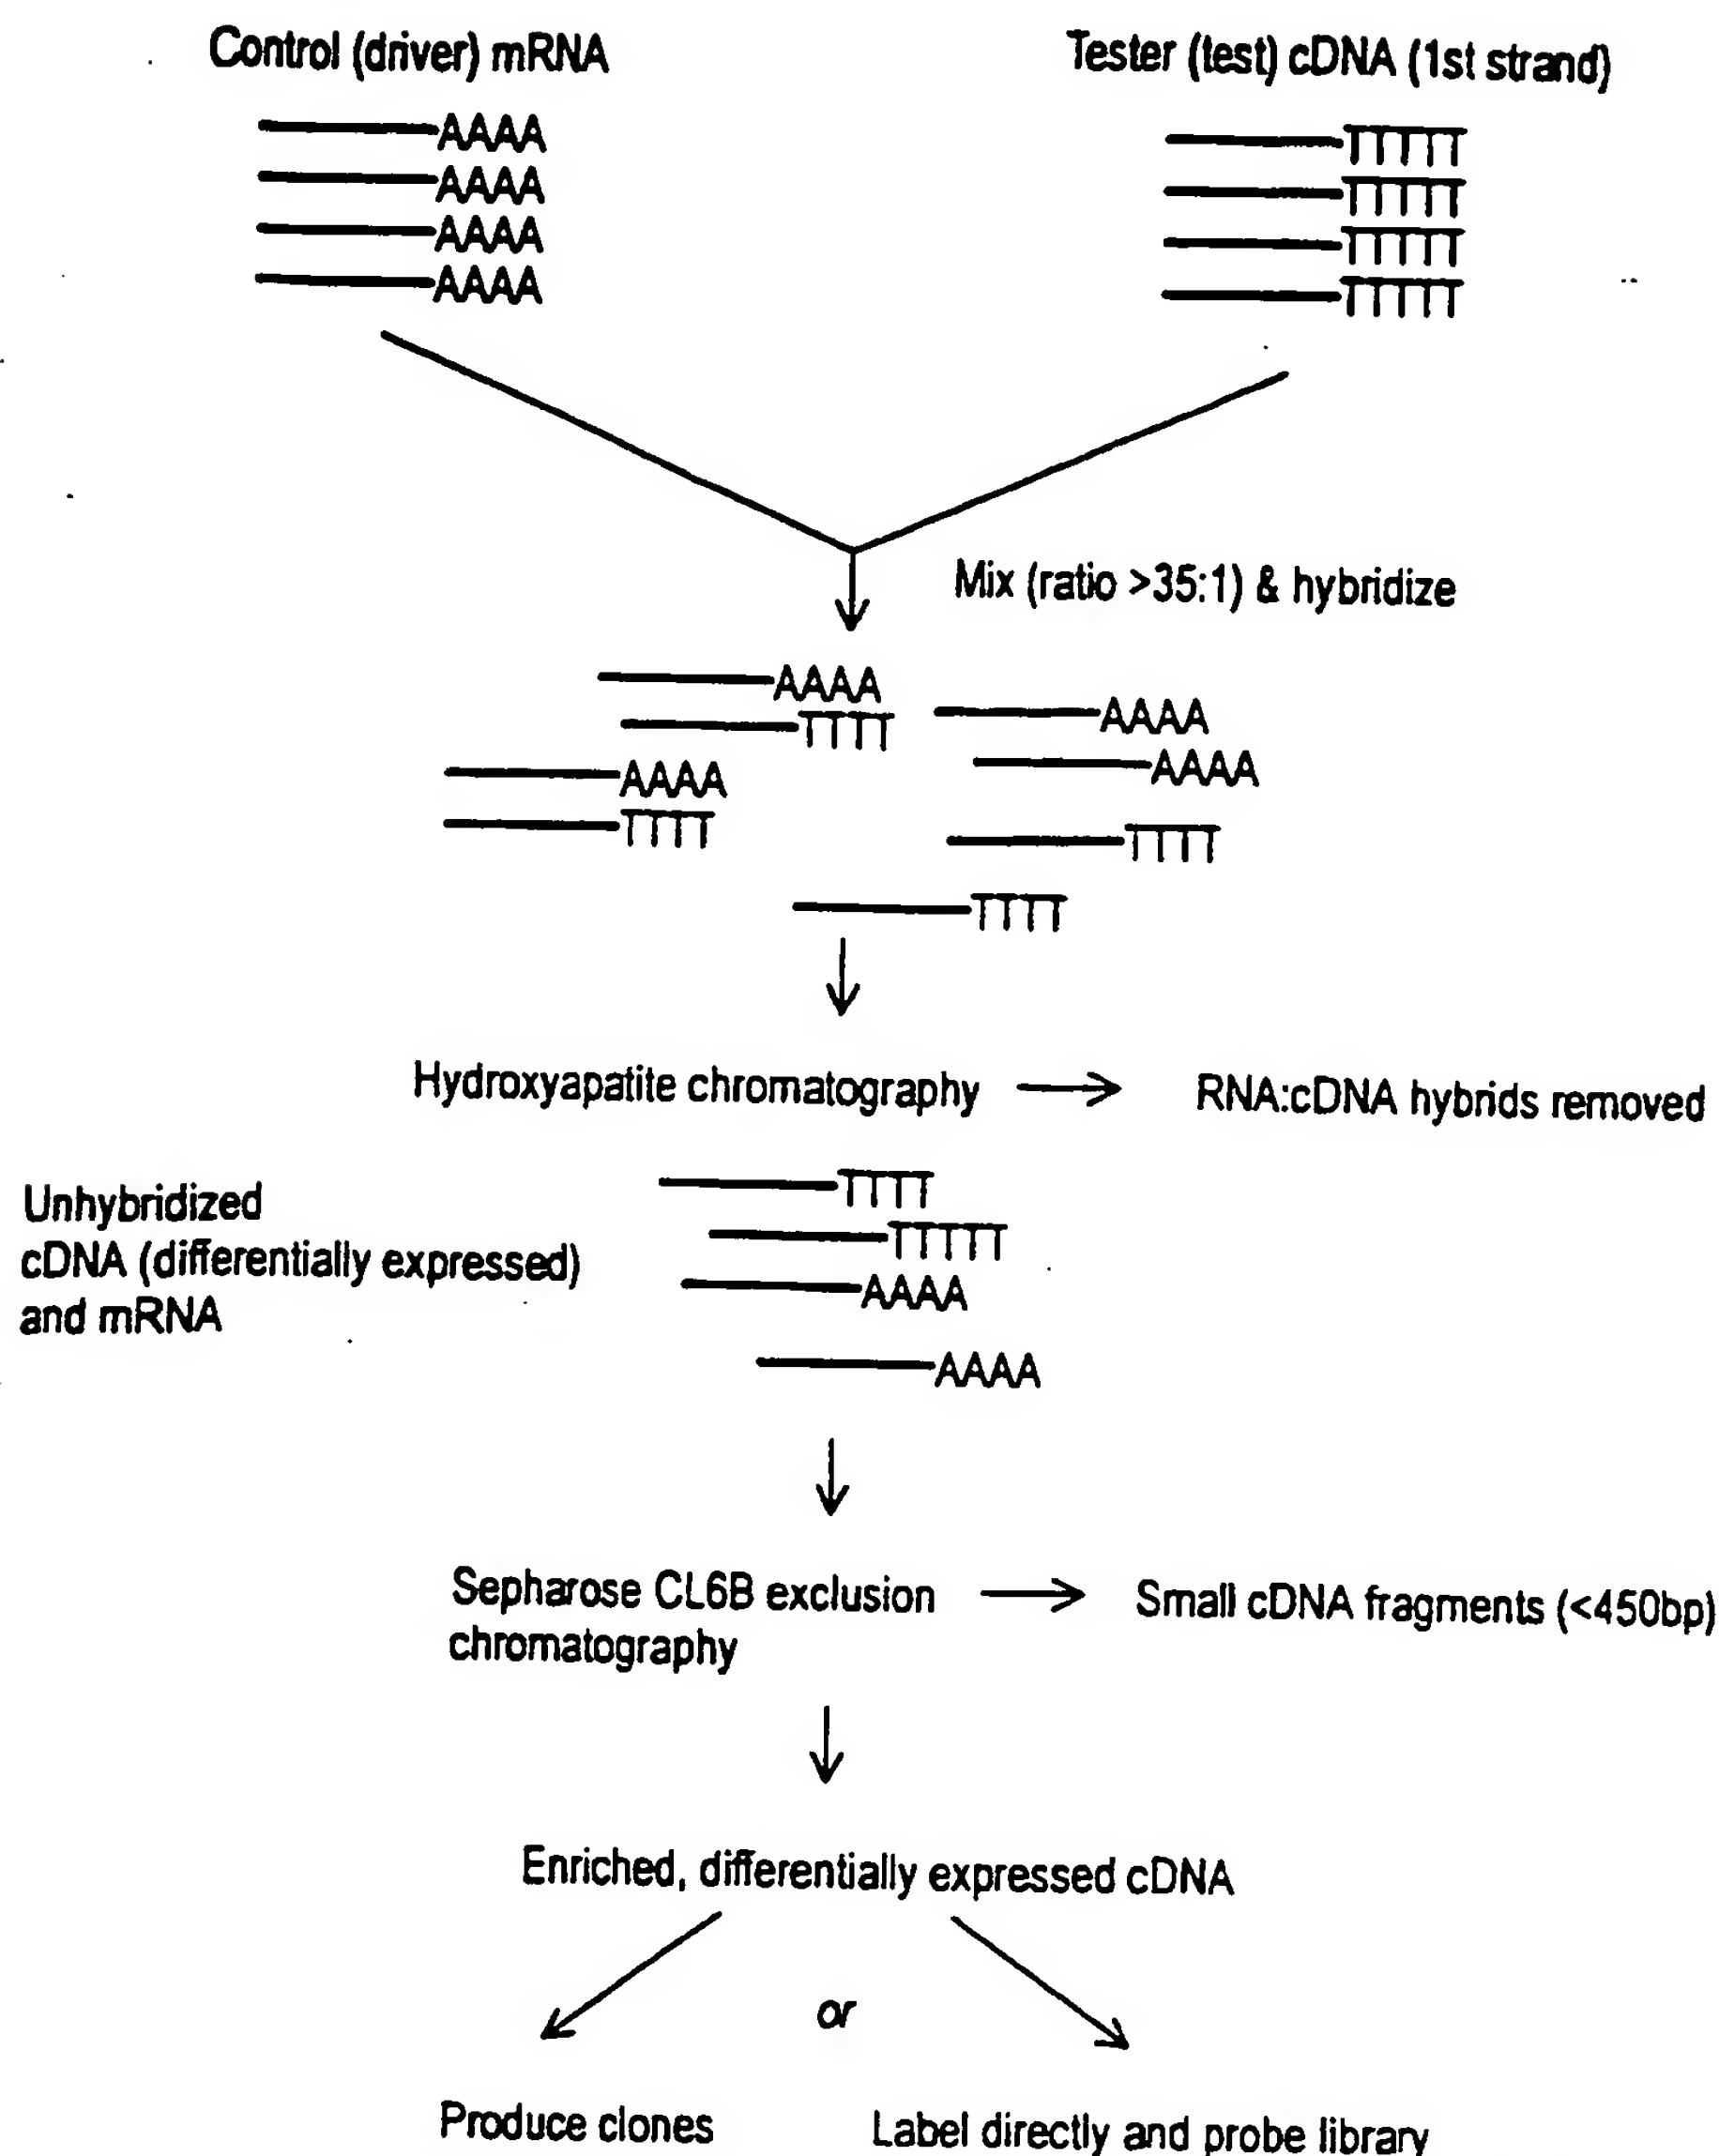 Control (driver) mRNA
Tester (test) cDNA (1st strand)
AAAA
TTTTT
AAAA
TTTTT
AAAA
TTTTT
AAAA
TTTTT
Mix (ratio >35:1) & hybridize
AAAA
AAAA
TTTT
AAAA
AAAA
TTTT
TTTT
TTTT
Hydroxyapatite chromatography
RNA:cDNA hybrids removed
Unhybridized
cDNA (differentially expressed)
and mRNA
TTTT
TTTTT
AAAA
AAAA
Sepharose CL6B exclusion
chromatography
Small cDNA fragments (<450bp)
Enriched, differentially expressed cDNA
or
Produce clones
Label directly and probe library